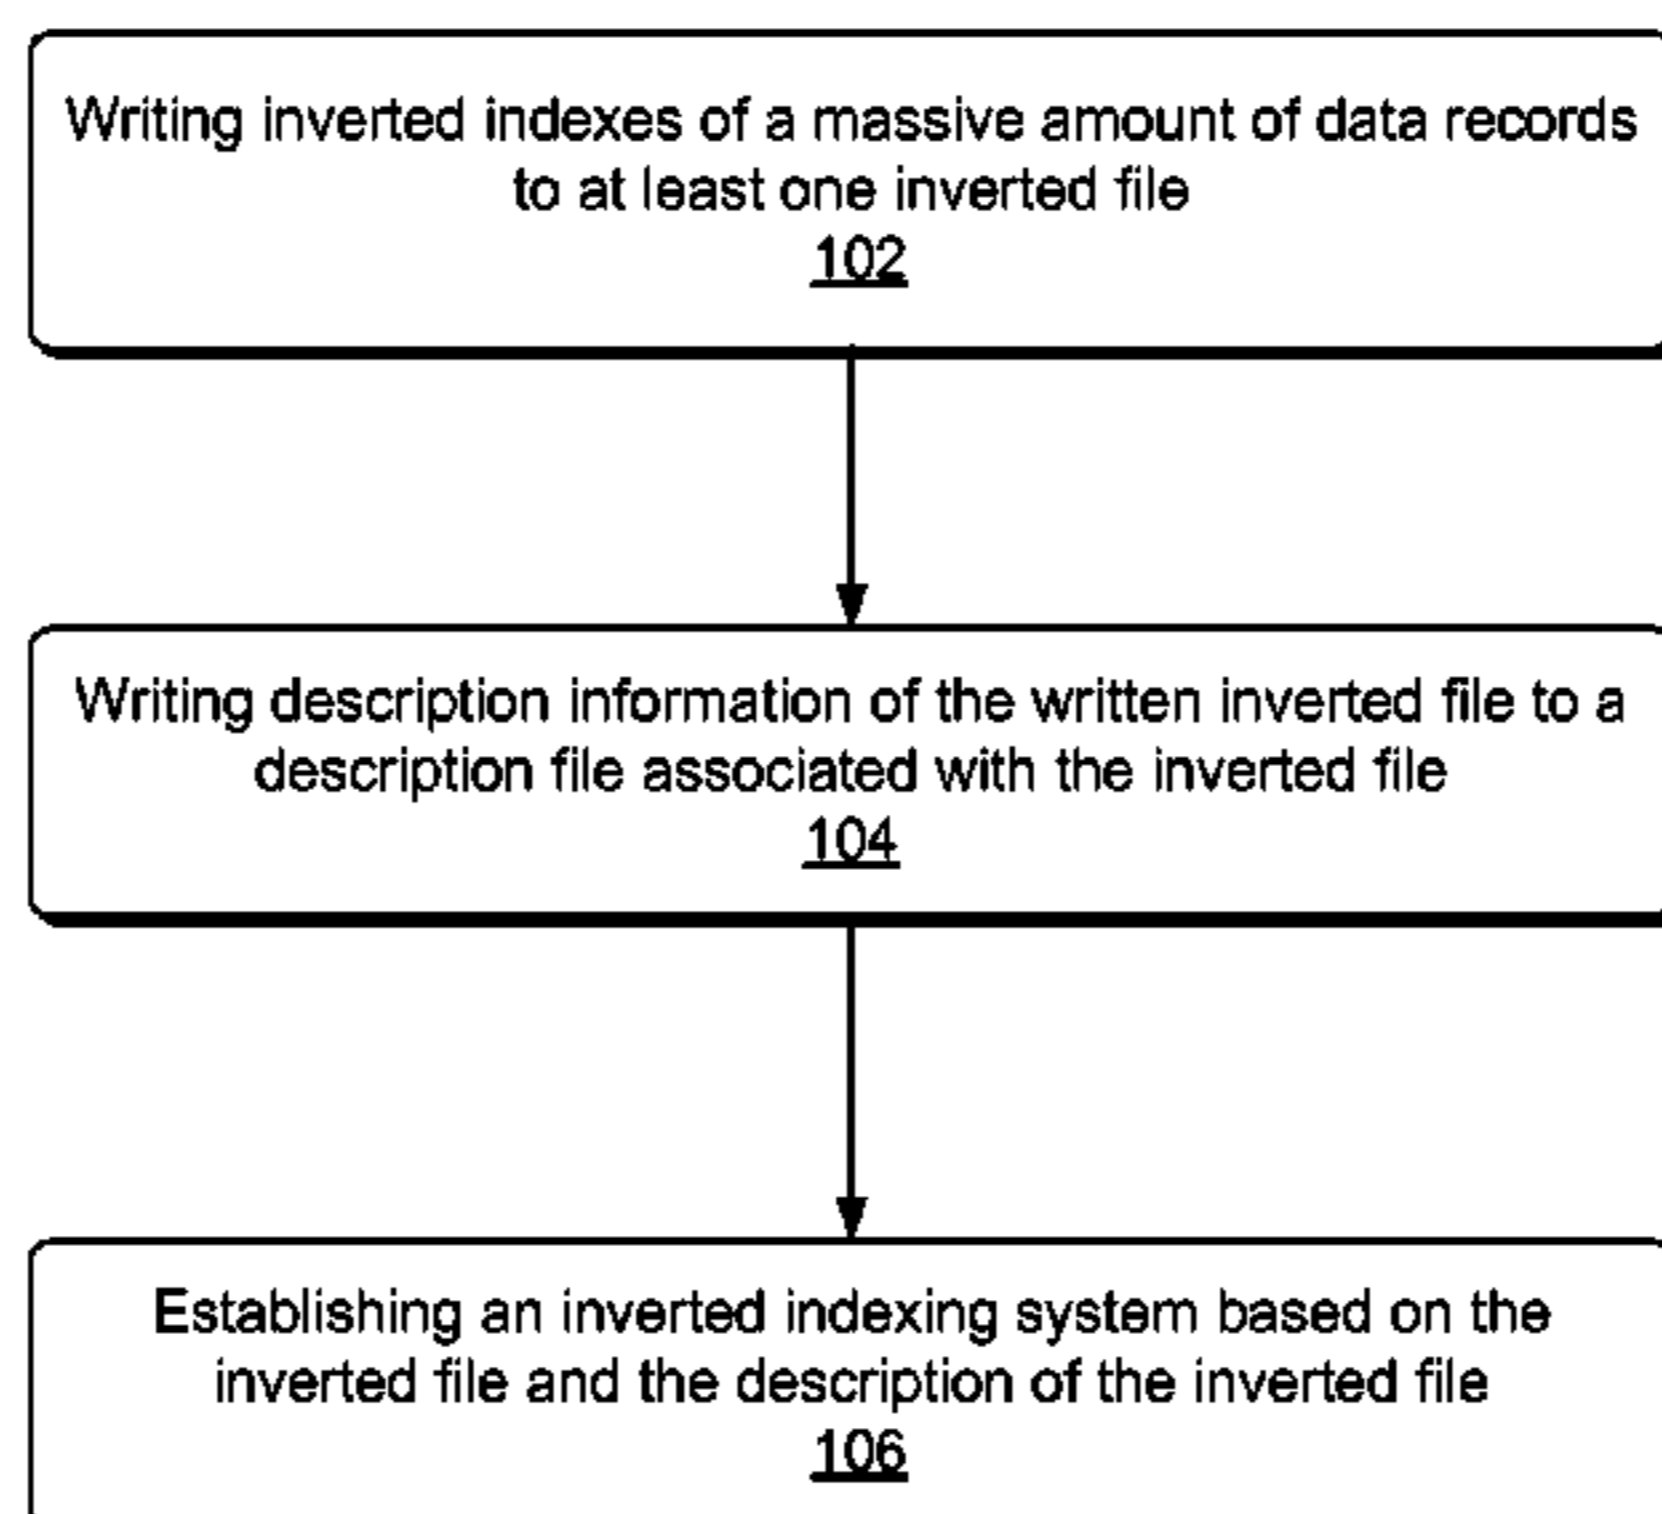 Writing inverted indexes of a massive amount of data records
to at least one inverted file
102
Writing description information of the written inverted file to a
description file associated with the inverted file
104
Establishing an inverted indexing system based on the
inverted file and the description of the inverted file
106